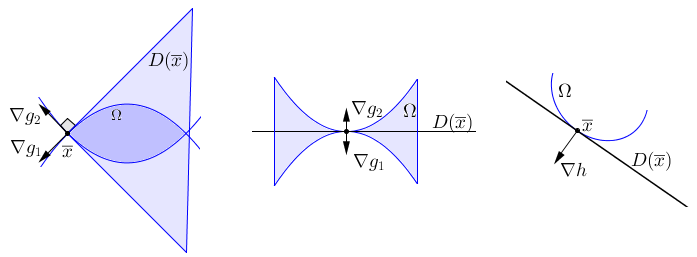 D(x̅)
Ω
∇g₂
∇g₁
x̅
∇g₂
Ω
D(x̅)
∇g₁
Ω
x̅
D(x̅)
∇h